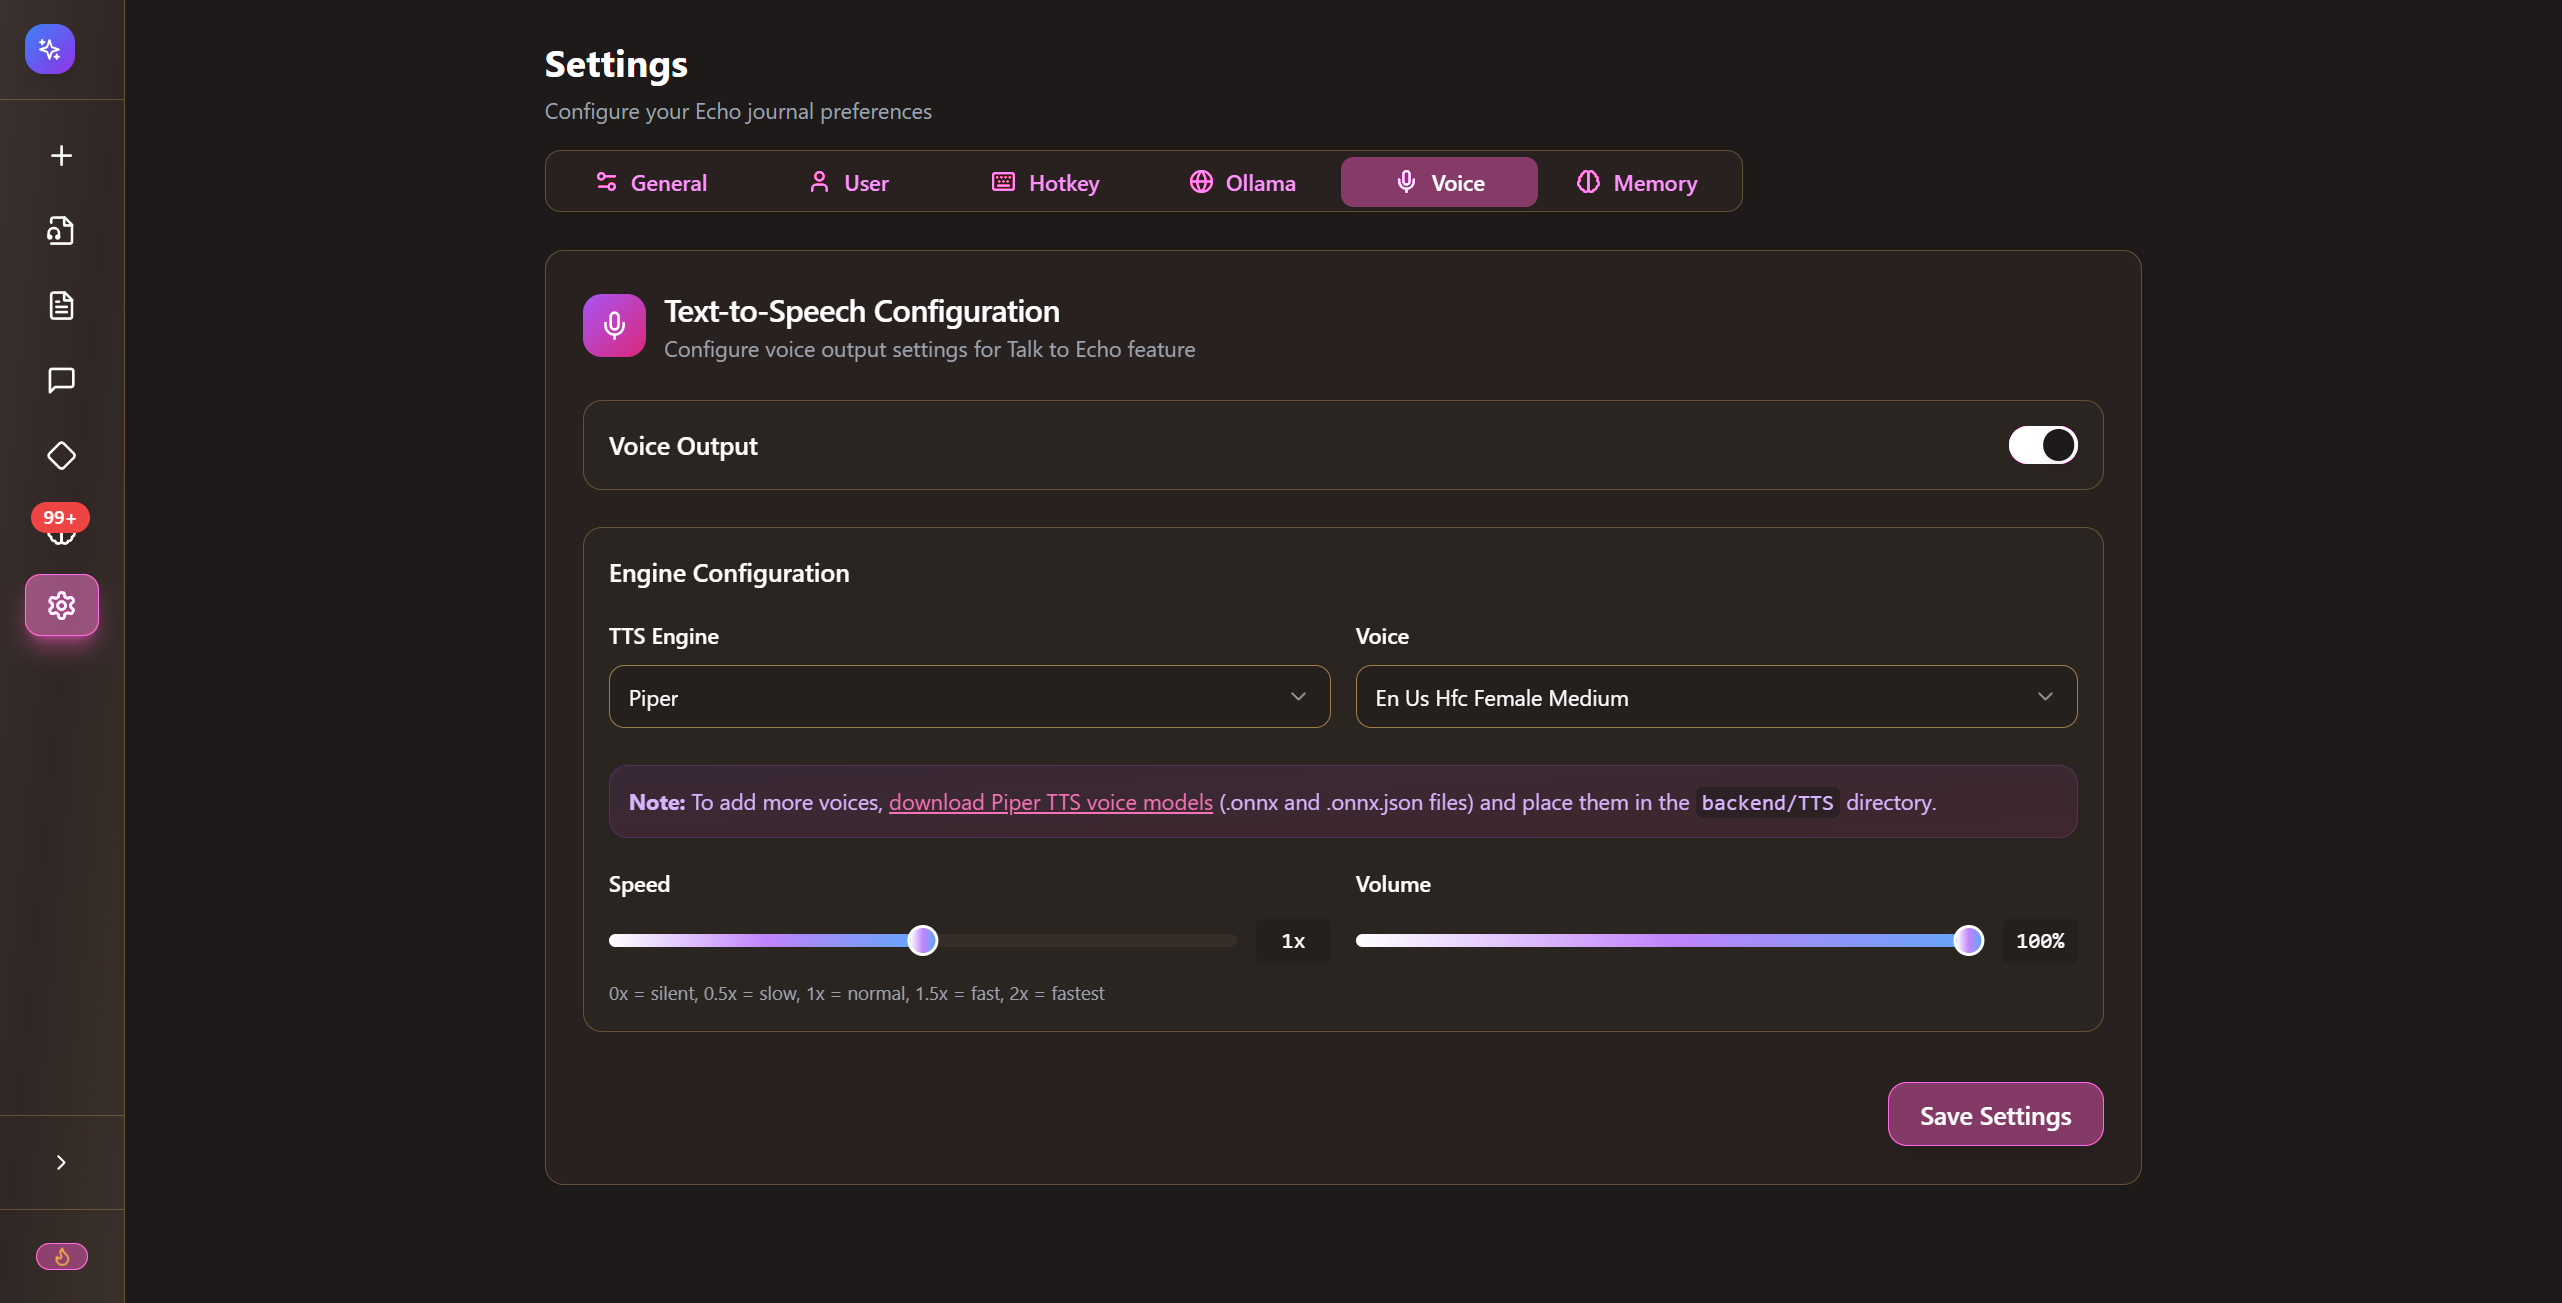 Settings
Configure your Echo journal preferences
General
User
Hotkey
Ollama
Voice
Memory
Text-to-Speech Configuration
Configure voice output settings for Talk to Echo feature
Voice Output
99+
Engine Configuration
TTS Engine
Voice
Piper
En Us Hfc Female Medium
Note: To add more voices, download Piper TTS voice models (.onnx and .onnx.json files) and place them in the backend/TTS directory.
Speed
Volume
1x
100%
0x = silent, 0.5x = slow, 1x = normal, 1.5x = fast, 2x = fastest
Save Settings